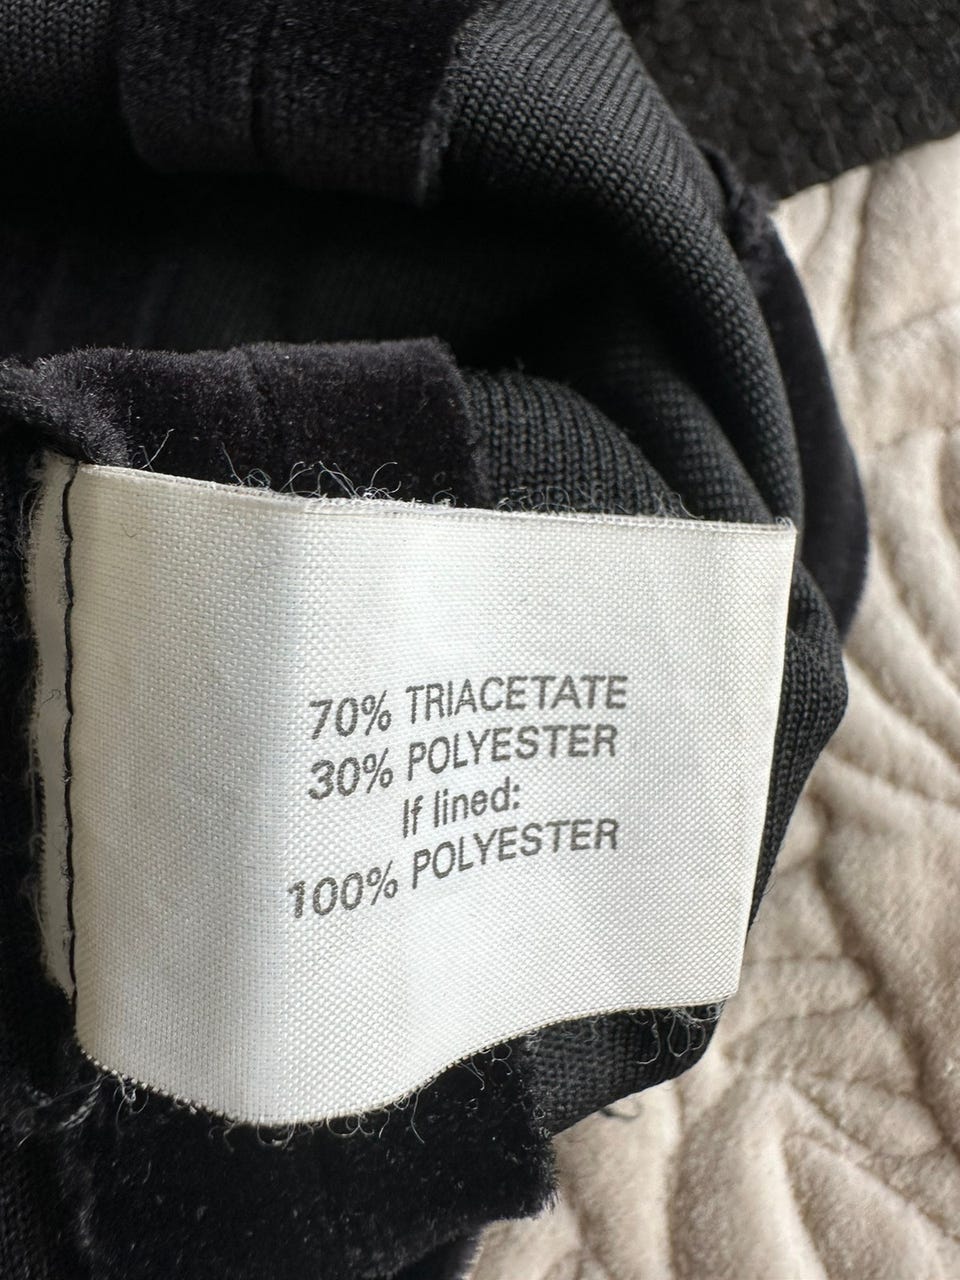 70% TRIACETATE
30% POLYESTER
If lined:
100% POLYESTER